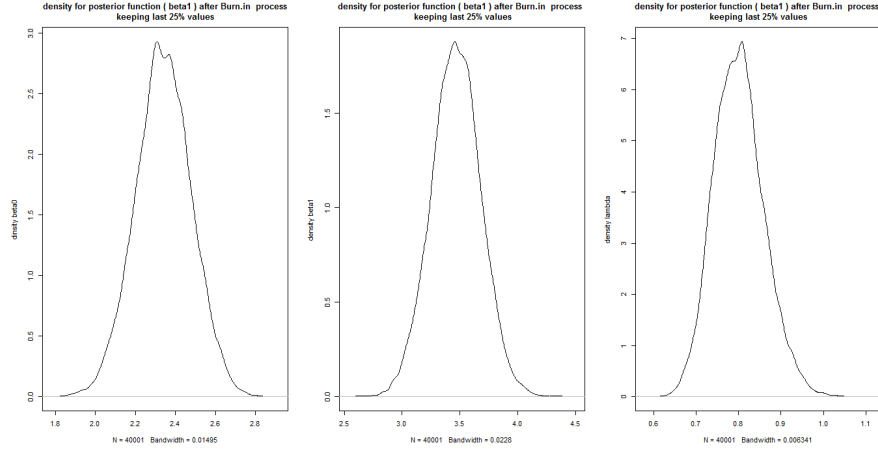 density for posterior function ( beta1 ) after Burn.in process
keeping last 25% values
density beta0
0.0
0.5
1.0
1.5
2.0
2.5
3.0
1.8 2.0 2.2 2.4 2.6 2.8
N = 40001 Bandwidth = 0.01495
density for posterior function ( beta1 ) after Burn.in process
keeping last 25% values
density beta1
0.0
0.5
1.0
1.5
2.5 3.0 3.5 4.0 4.5
N = 40001 Bandwidth = 0.0228
density for posterior function ( beta1 ) after Burn.in process
keeping last 25% values
density lambda
0
1
2
3
4
5
6
7
0.6 0.7 0.8 0.9 1.0 1.1
N = 40001 Bandwidth = 0.006341